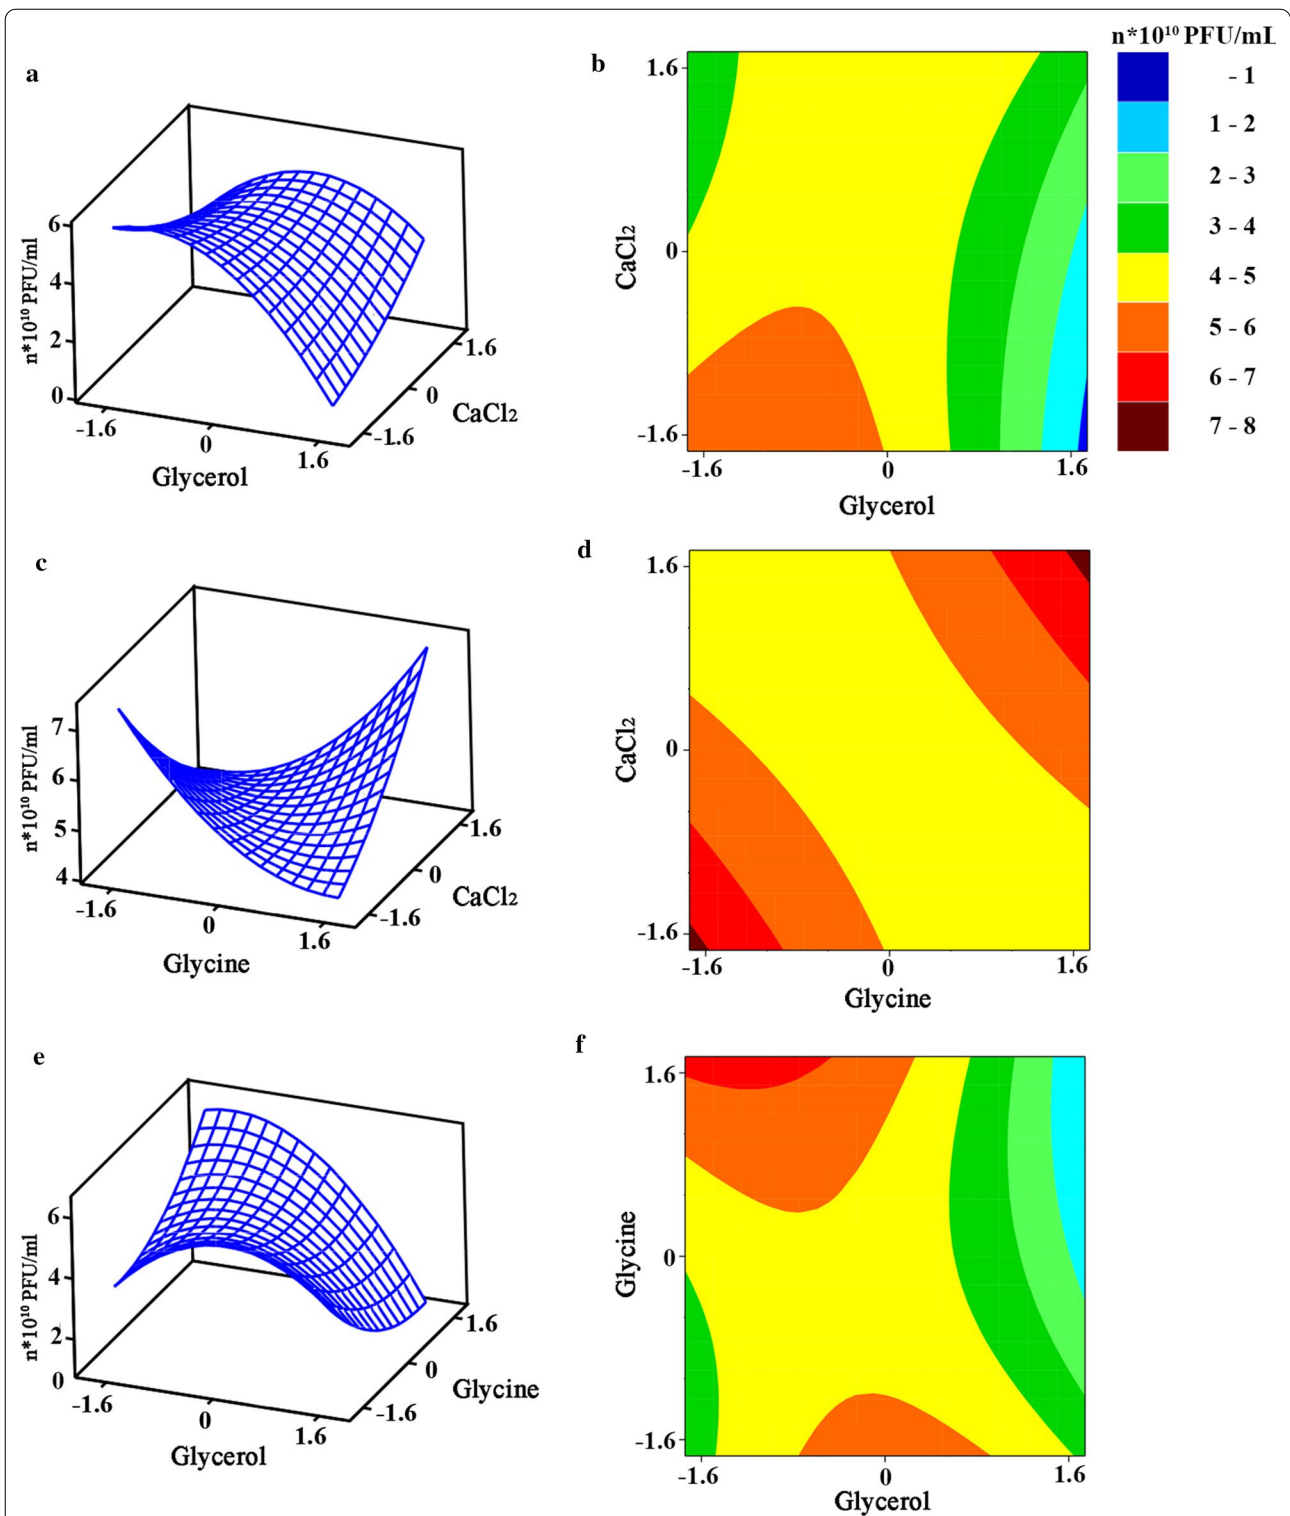 a
6
4
2
0
n*10¹⁰ PFU/ml
-1.6
0
1.6
Glycerol
-1.6
0
1.6
CaCl₂
b
1.6
0
-1.6
CaCl₂
-1.6
0
1.6
Glycerol
n*10¹⁰ PFU/mL
- 1
1 - 2
2 - 3
3 - 4
4 - 5
5 - 6
6 - 7
7 - 8
c
7
6
5
4
n*10¹⁰ PFU/ml
-1.6
0
1.6
Glycine
-1.6
0
1.6
CaCl₂
d
1.6
0
-1.6
CaCl₂
-1.6
0
1.6
Glycine
e
6
4
2
0
n*10¹⁰ PFU/ml
-1.6
0
1.6
Glycerol
-1.6
0
1.6
Glycine
f
1.6
0
-1.6
Glycine
-1.6
0
1.6
Glycerol